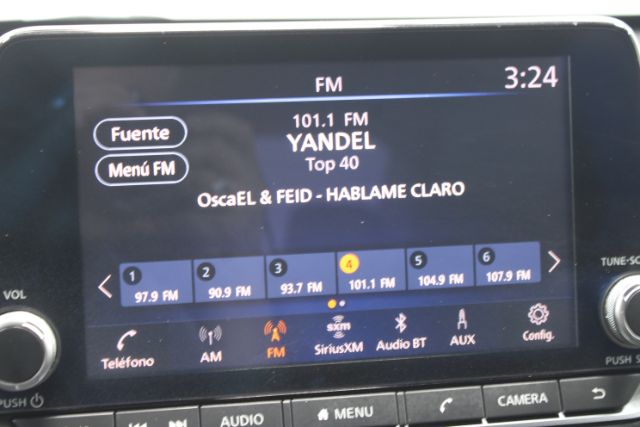 FM
3:24
101.1 FM
Fuente
YANDEL
Menú FM
Top 40
OscaEL & FEID - HABLAME CLARO
1 2 3 4 5 6
97.9 FM 90.9 FM 93.7 FM 101.1 FM 104.9 FM 107.9 FM
VOL
TUNE-SC
sxm
Teléfono AM FM SiriusXM Audio BT AUX Config.
PUSH
PUSH S
AUDIO MENU CAMERA